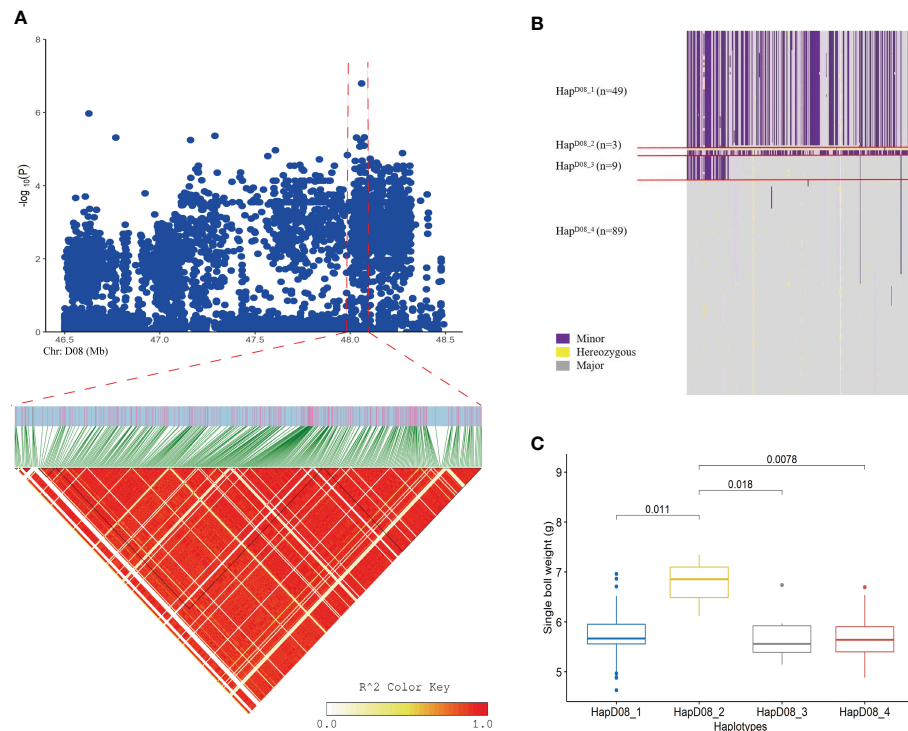 A
8
6
4
2
0
-log 10(P)
46.5 47.0 47.5 48.0 48.5
Chr: D08 (Mb)
R^2 Color Key
0.0 1.0
B
HapD08_1 (n=49)
HapD08_2 (n=3)
HapD08_3 (n=9)
HapD08_4 (n=89)
Minor
Hereozygous
Major
C
0.0078
0.018
0.011
9
8
7
6
5
Single boll weight (g)
HapD08_1 HapD08_2 HapD08_3 HapD08_4
Haplotypes